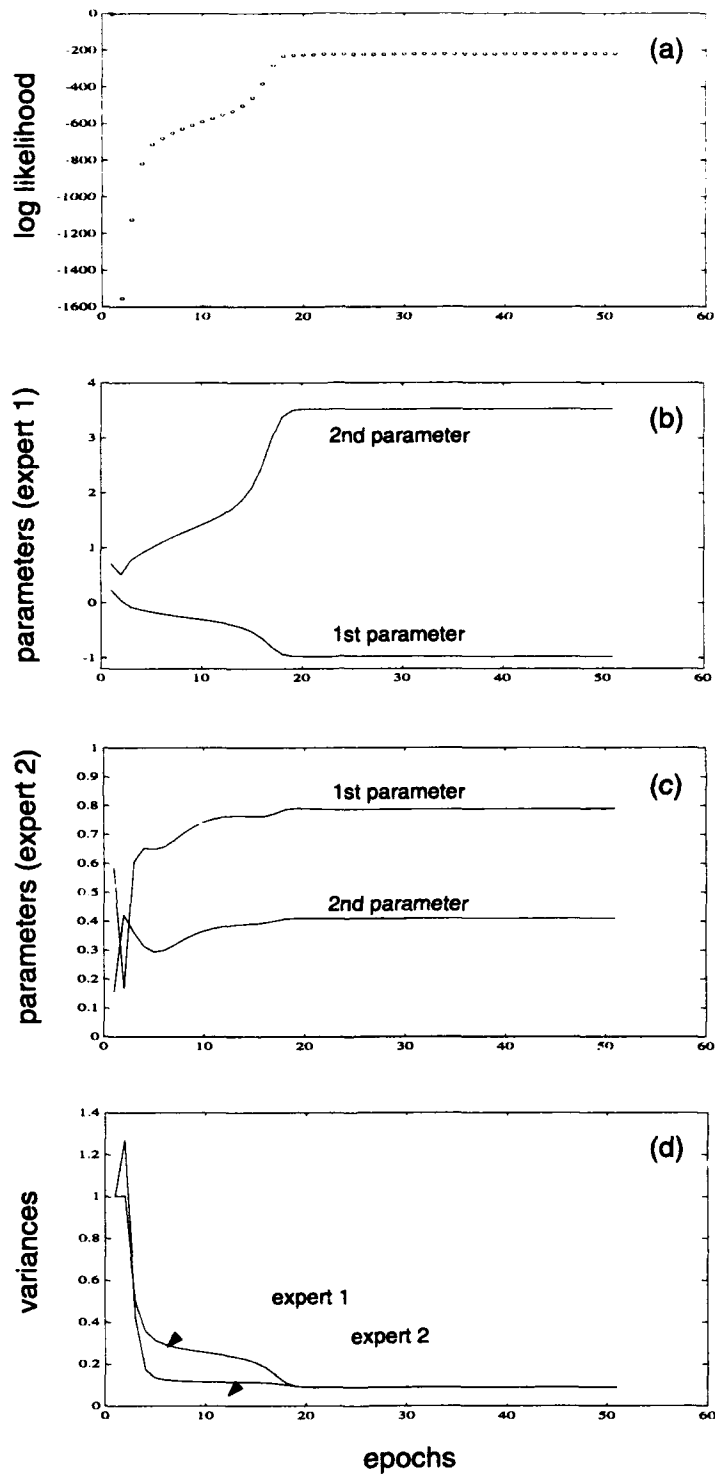 0
-200
-400
-600
-800
-1000
-1200
-1400
-1600
0 10 20 30 40 50 60
log likelihood
(a)
4
3
2
1
0
-1
0 10 20 30 40 50 60
parameters (expert 1)
(b)
2nd parameter
1st parameter
1
0.9
0.8
0.7
0.6
0.5
0.4
0.3
0.2
0.1
0
0 10 20 30 40 50 60
parameters (expert 2)
(c)
1st parameter
2nd parameter
1.4
1.2
1
0.8
0.6
0.4
0.2
0
0 10 20 30 40 50 60
variances
(d)
expert 1
expert 2
epochs